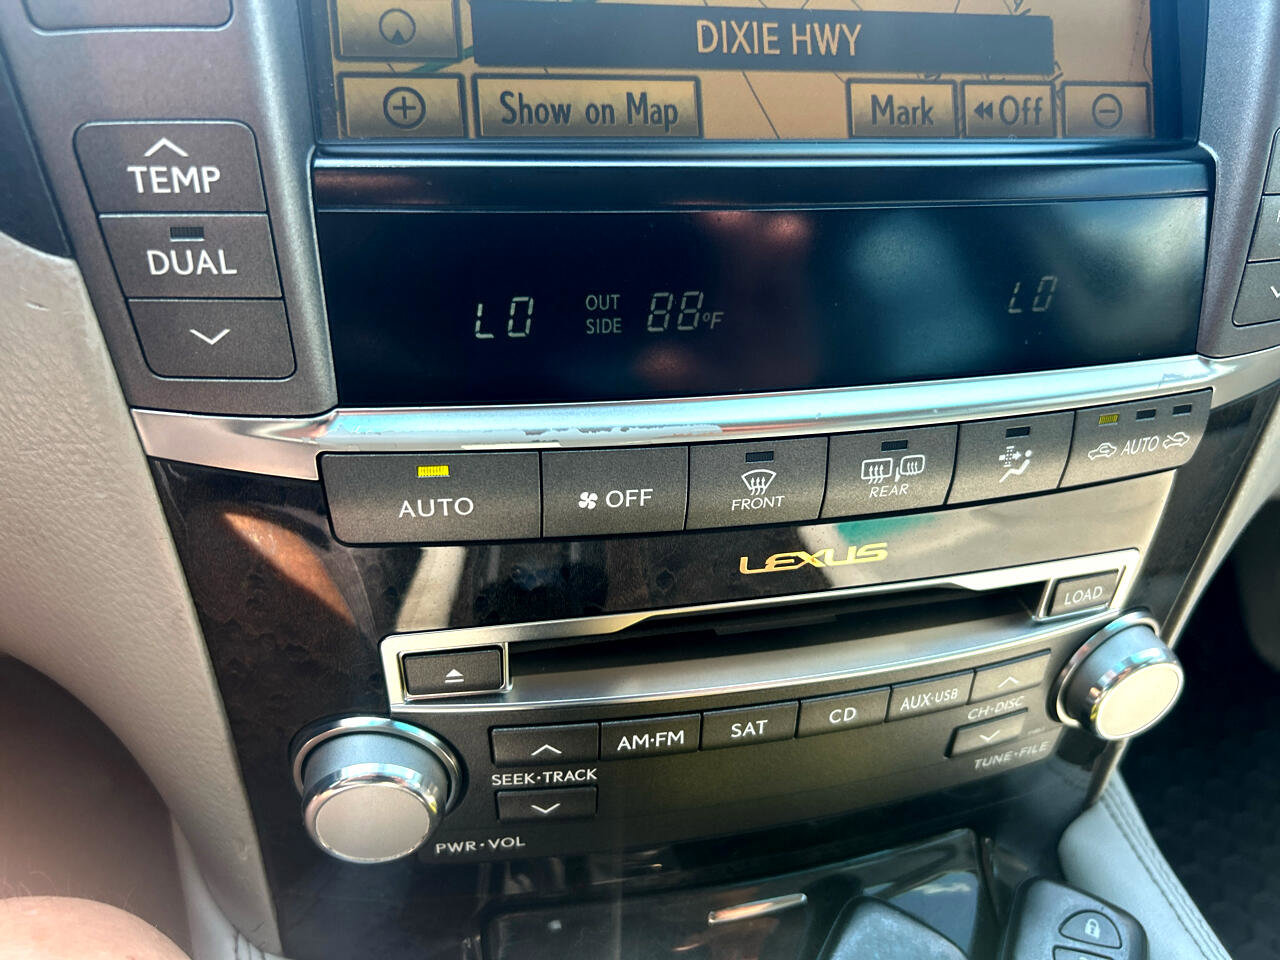 DIXIE HWY
Show on Map
Mark
Off
TEMP
DUAL
LO
OUT
SIDE
88°F
LO
AUTO
OFF
FRONT
REAR
AUTO
LEXUS
LOAD
AM·FM
SAT
CD
AUX·USB
CH·DISC
SEEK·TRACK
TUNE·FILE
PWR·VOL